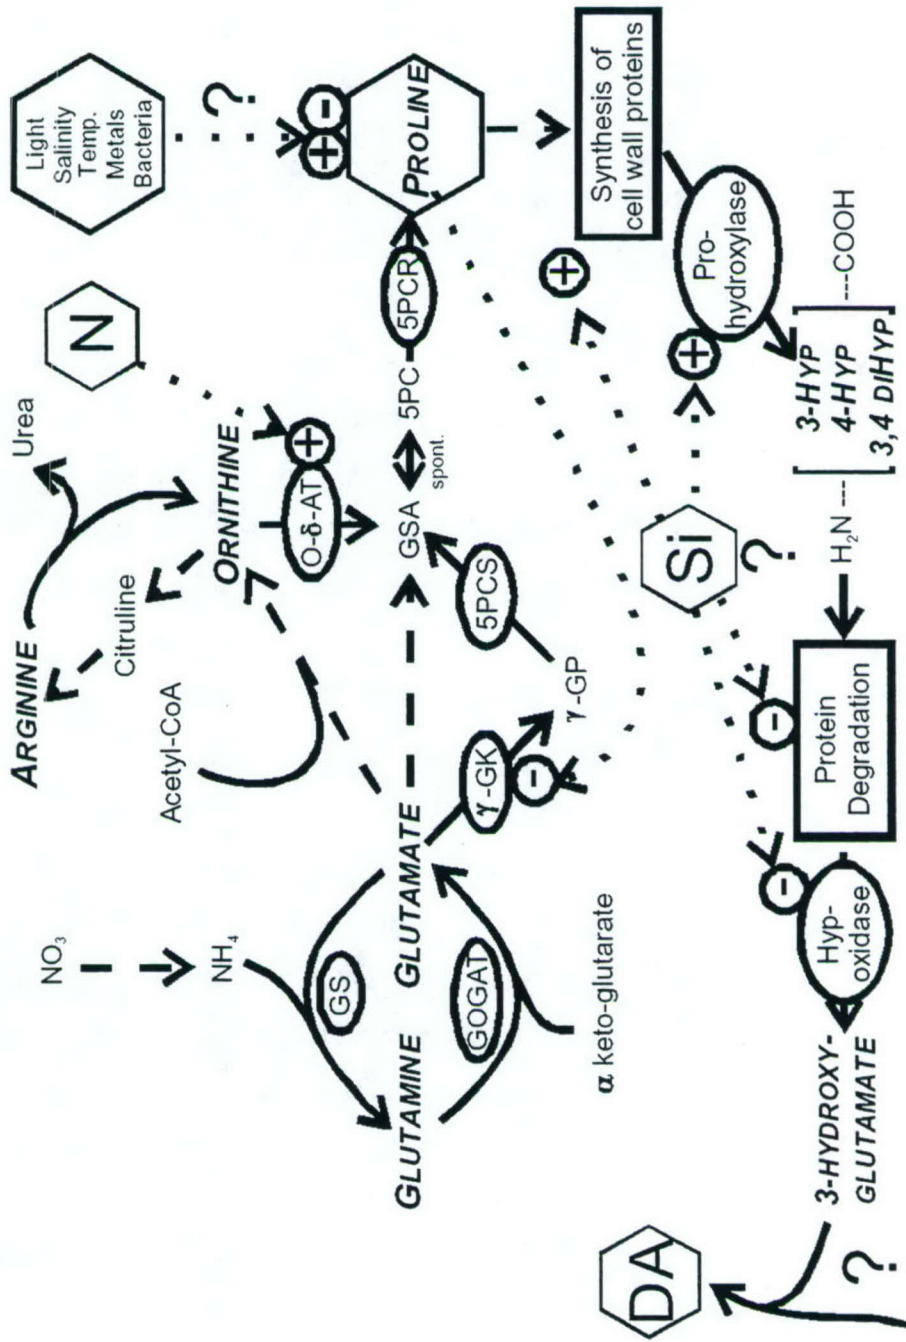 NO3
NH4
GS
GLUTAMINE
GLUTAMATE
GOGAT
α keto-glutarate
ARGININE
Urea
Citruline
Acetyl-CoA
ORNITHINE
N
O-δ-AT
+
GSA
spont.
5PC
5PCR
5PCS
γ-GK
-
γ-GP
Light
Salinity
Temp.
Metals
Bacteria
?
+
-
PROLINE
Synthesis of
cell wall proteins
+
Pro-
hydroxylase
+
Si
?
H2N ---
3-HYP
4-HYP
3,4 DIHYP
---COOH
Protein
Degradation
-
Hyp-
oxidase
-
3-HYDROXY-
GLUTAMATE
DA
?